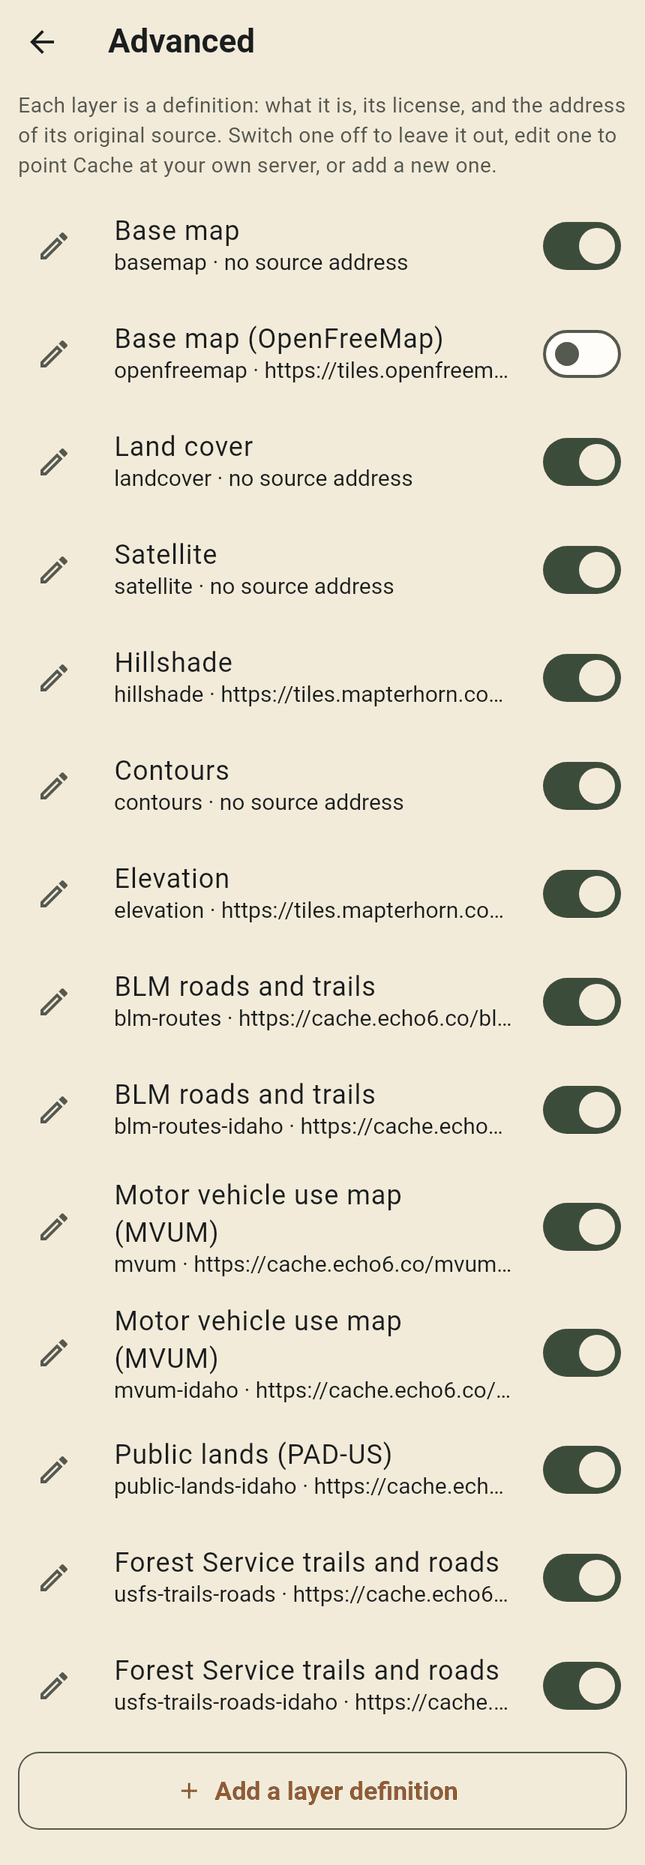 Advanced
Each layer is a definition: what it is, its license, and the address
of its original source. Switch one off to leave it out, edit one to
point Cache at your own server, or add a new one.
Base map
basemap · no source address
Base map (OpenFreeMap)
openfreemap · https://tiles.openfreem…
Land cover
landcover · no source address
Satellite
satellite · no source address
Hillshade
hillshade · https://tiles.mapterhorn.co…
Contours
contours · no source address
Elevation
elevation · https://tiles.mapterhorn.co…
BLM roads and trails
blm-routes · https://cache.echo6.co/bl…
BLM roads and trails
blm-routes-idaho · https://cache.echo…
Motor vehicle use map
(MVUM)
mvum · https://cache.echo6.co/mvum…
Motor vehicle use map
(MVUM)
mvum-idaho · https://cache.echo6.co/…
Public lands (PAD-US)
public-lands-idaho · https://cache.ech…
Forest Service trails and roads
usfs-trails-roads · https://cache.echo6…
Forest Service trails and roads
usfs-trails-roads-idaho · https://cache.…
+ Add a layer definition